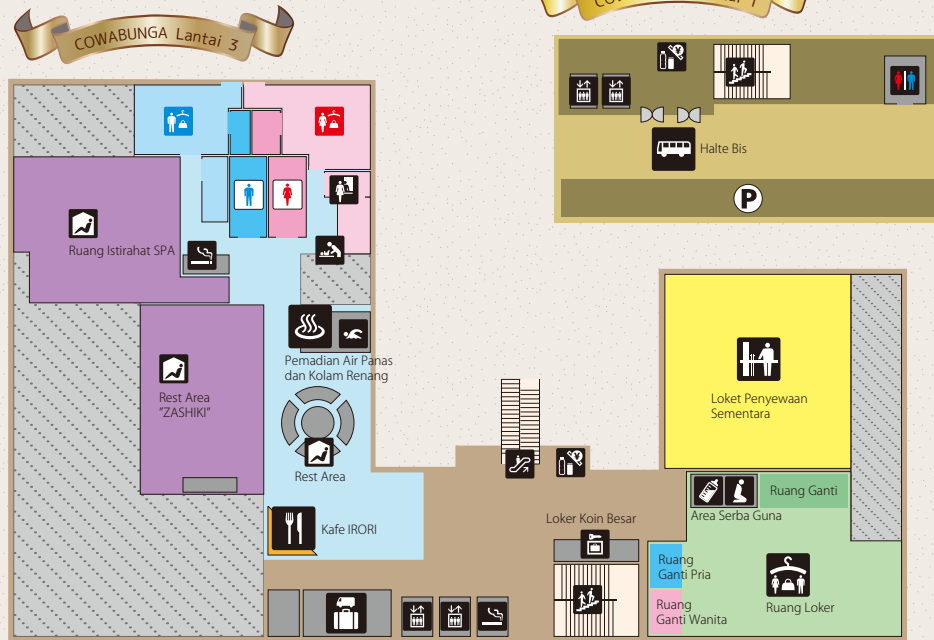 COWABUNGA Lantai 3
Halte Bis
P
Ruang Istirahat SPA
Pemadian Air Panas
dan Kolam Renang
Rest Area
"ZASHIKI"
Rest Area
Kafe IRORI
Loker Koin Besar
Loket Penyewaan
Sementara
Ruang Ganti
Area Serba Guna
Ruang
Ganti Pria
Ruang
Ganti Wanita
Ruang Loker